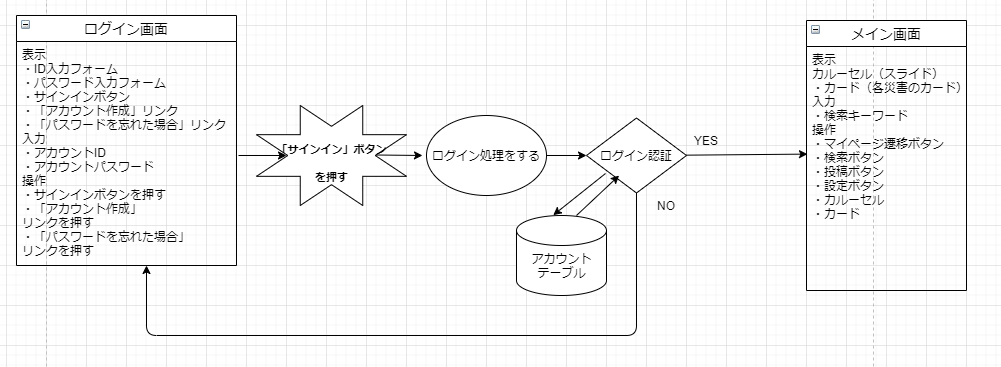 ログイン画面
表示
・ID入力フォーム
・パスワード入力フォーム
・サインインボタン
・「アカウント作成」リンク
・「パスワードを忘れた場合」リンク
入力
・アカウントID
・アカウントパスワード
操作
・サインインボタンを押す
・「アカウント作成」
リンクを押す
・「パスワードを忘れた場合」
リンクを押す
「サインイン」ボタン
を押す
ログイン処理をする
ログイン認証
YES
NO
アカウント
テーブル
メイン画面
表示
カルーセル（スライド）
・カード（各災害のカード）
入力
・検索キーワード
操作
・マイページ遷移ボタン
・検索ボタン
・投稿ボタン
・設定ボタン
・カルーセル
・カード